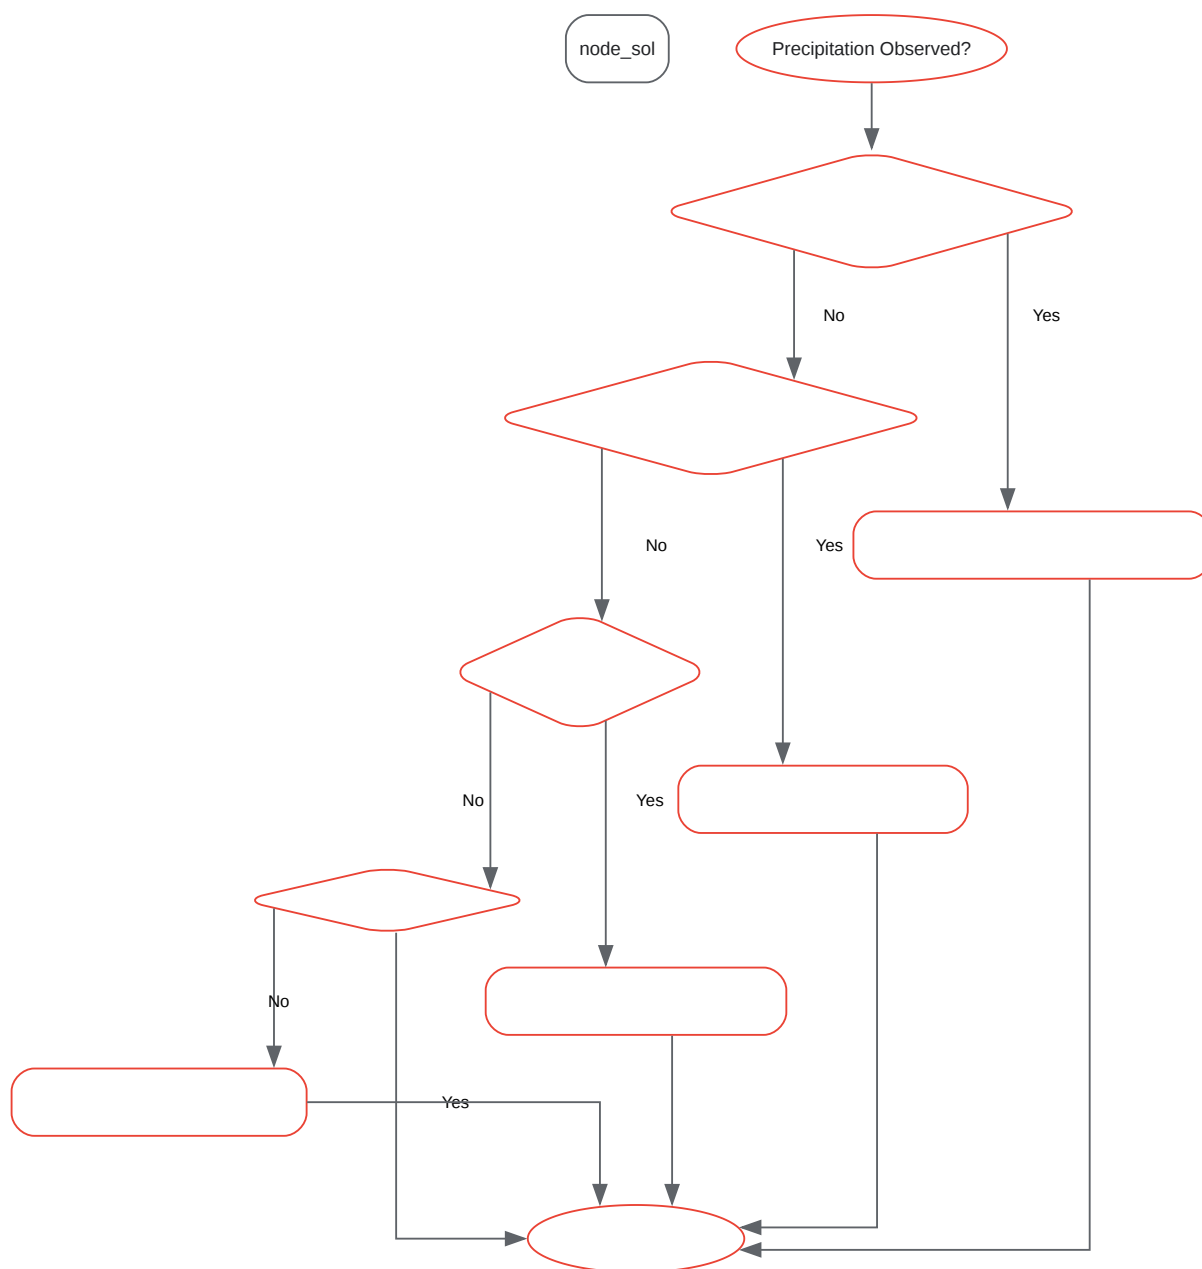 node_sol
Precipitation Observed?
No
Yes
No
Yes
No
Yes
No
Yes